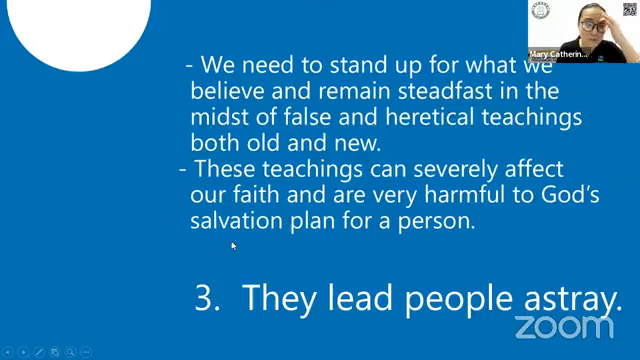 Mary Catherin...
- We need to stand up for what we
believe and remain steadfast in the
midst of false and heretical teachings
both old and new.
- These teachings can severely affect
our faith and are very harmful to God's
salvation plan for a person.
3. They lead people astray.
zoom